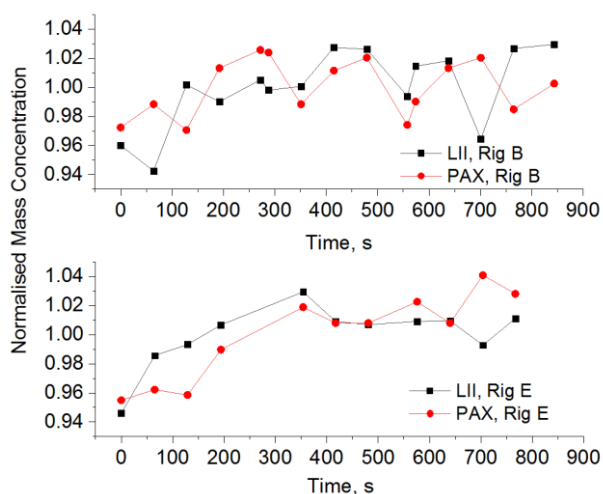 Normalised Mass Concentration
1.04
1.02
1.00
0.98
0.96
0.94
LII, Rig B
PAX, Rig B
0 100 200 300 400 500 600 700 800 900
Time, s
1.04
1.02
1.00
0.98
0.96
0.94
LII, Rig E
PAX, Rig E
0 100 200 300 400 500 600 700 800 900
Time, s